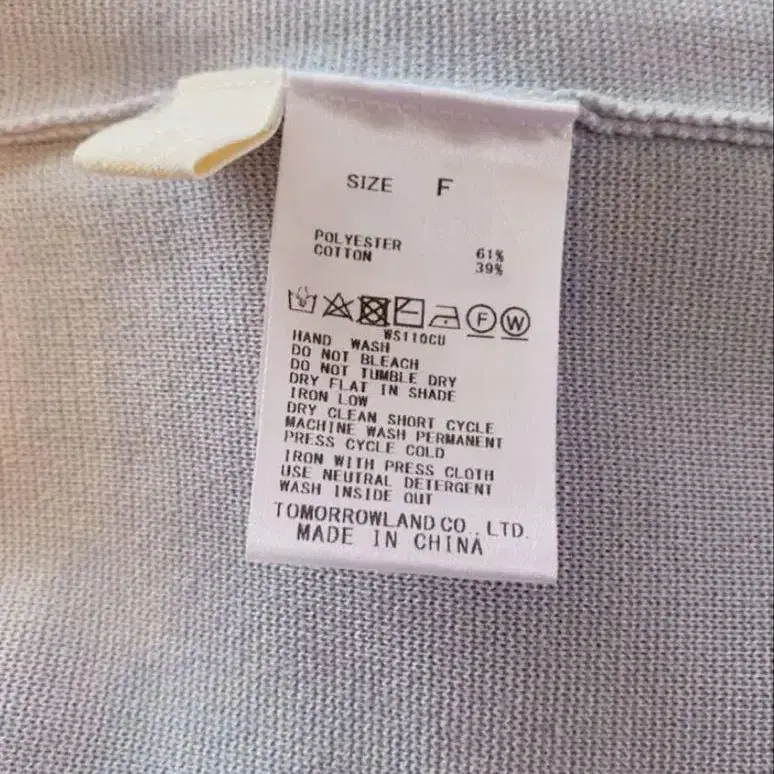 SIZE F
POLYESTER 61%
COTTON 39%
F W
WS110CU
HAND WASH
DO NOT BLEACH
DO NOT TUMBLE DRY
DRY FLAT IN SHADE
IRON LOW
DRY CLEAN SHORT CYCLE
MACHINE WASH PERMANENT
PRESS CYCLE COLD
IRON WITH PRESS CLOTH
USE NEUTRAL DETERGENT
WASH INSIDE OUT
TOMORROWLAND CO., LTD.
MADE IN CHINA